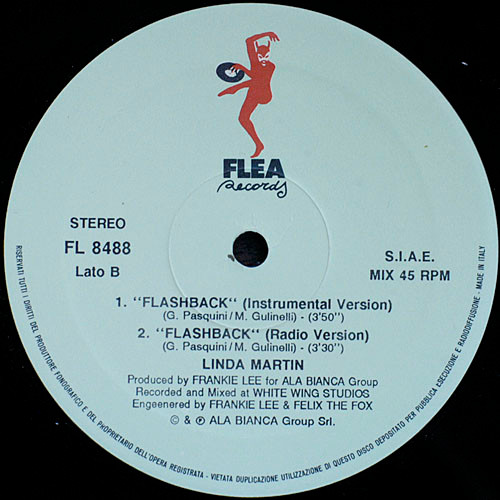 FLEA
Records
STEREO
FL 8488
Lato B
S.I.A.E.
MIX 45 RPM
1. "FLASHBACK" (Instrumental Version)
(G. Pasquini/M. Gulinelli) - (3'50")
2. "FLASHBACK" (Radio Version)
(G. Pasquini/M. Gulinelli) - (3'30")
LINDA MARTIN
Produced by FRANKIE LEE for ALA BIANCA Group
Recorded and Mixed at WHITE WING STUDIOS
Engeneered by FRANKIE LEE & FELIX THE FOX
© & ℗ ALA BIANCA Group Srl.
RISERVATI TUTTI I DIRITTI DEL PRODUTTORE FONOGRAFICO E DEL PROPRIETARIO DELL'OPERA REGISTRATA - VIETATA DUPLICAZIONE UTILIZZAZIONE DI QUESTO DISCO DEPOSITATO PER PUBBLICA ASECUZIONE E RADIODIFFUSIONE - MADE IN ITALY